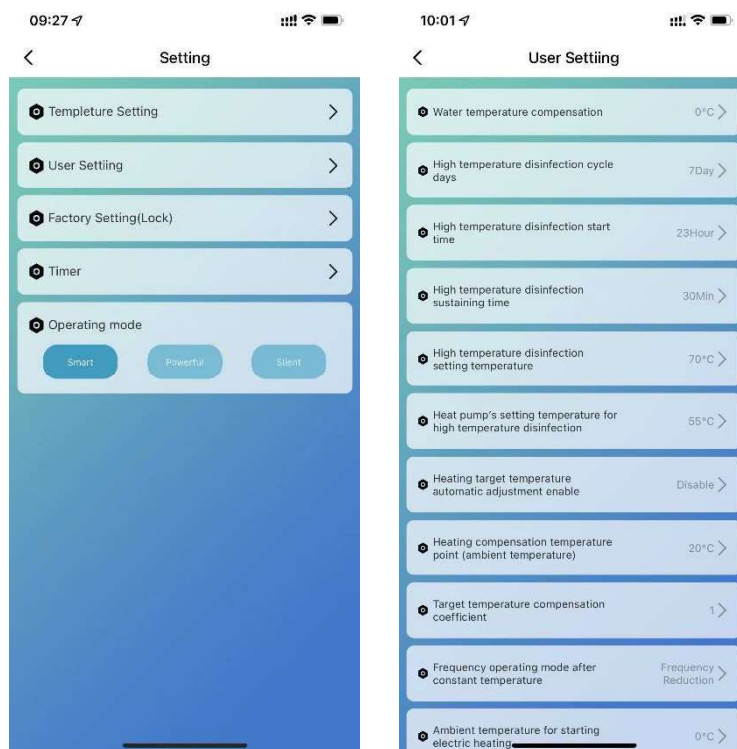 09:27
Setting
Templeture Setting
User Settiing
Factory Setting(Lock)
Timer
Operating mode
Smart
Powerful
Silent
10:01
User Settiing
Water temperature compensation
0°C
High temperature disinfection cycle
days
7Day
High temperature disinfection start
time
23Hour
High temperature disinfection
sustaining time
30Min
High temperature disinfection
setting temperature
70°C
Heat pump's setting temperature for
high temperature disinfection
55°C
Heating target temperature
automatic adjustment enable
Disable
Heating compensation temperature
point (ambient temperature)
20°C
Target temperature compensation
coefficient
1
Frequency operating mode after
constant temperature
Frequency
Reduction
Ambient temperature for starting
electric heating
0°C